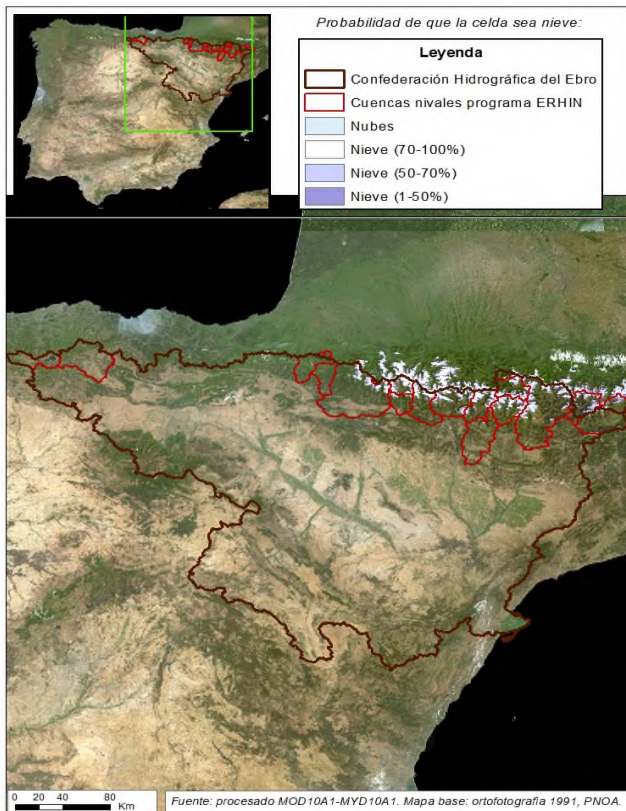 Probabilidad de que la celda sea nieve:
Leyenda
Confederación Hidrográfica del Ebro
Cuencas nivales programa ERHIN
Nubes
Nieve (70-100%)
Nieve (50-70%)
Nieve (1-50%)
0 20 40 80
Km
Fuente: procesado MOD10A1-MYD10A1. Mapa base: orofotografía 1991, PNOA.